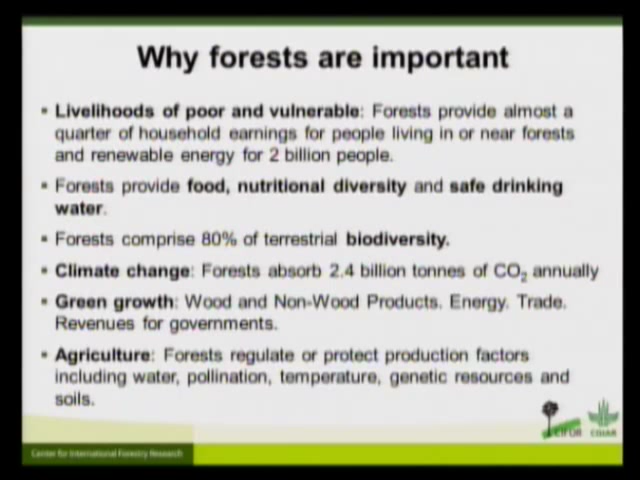 Why forests are important
▪ Livelihoods of poor and vulnerable: Forests provide almost a
quarter of household earnings for people living in or near forests
and renewable energy for 2 billion people.
▪ Forests provide food, nutritional diversity and safe drinking
water.
▪ Forests comprise 80% of terrestrial biodiversity.
▪ Climate change: Forests absorb 2.4 billion tonnes of CO₂ annually
▪ Green growth: Wood and Non-Wood Products. Energy. Trade.
Revenues for governments.
▪ Agriculture: Forests regulate or protect production factors
including water, pollination, temperature, genetic resources and
soils.
CIFOR CGIAR
Center for International Forestry Research